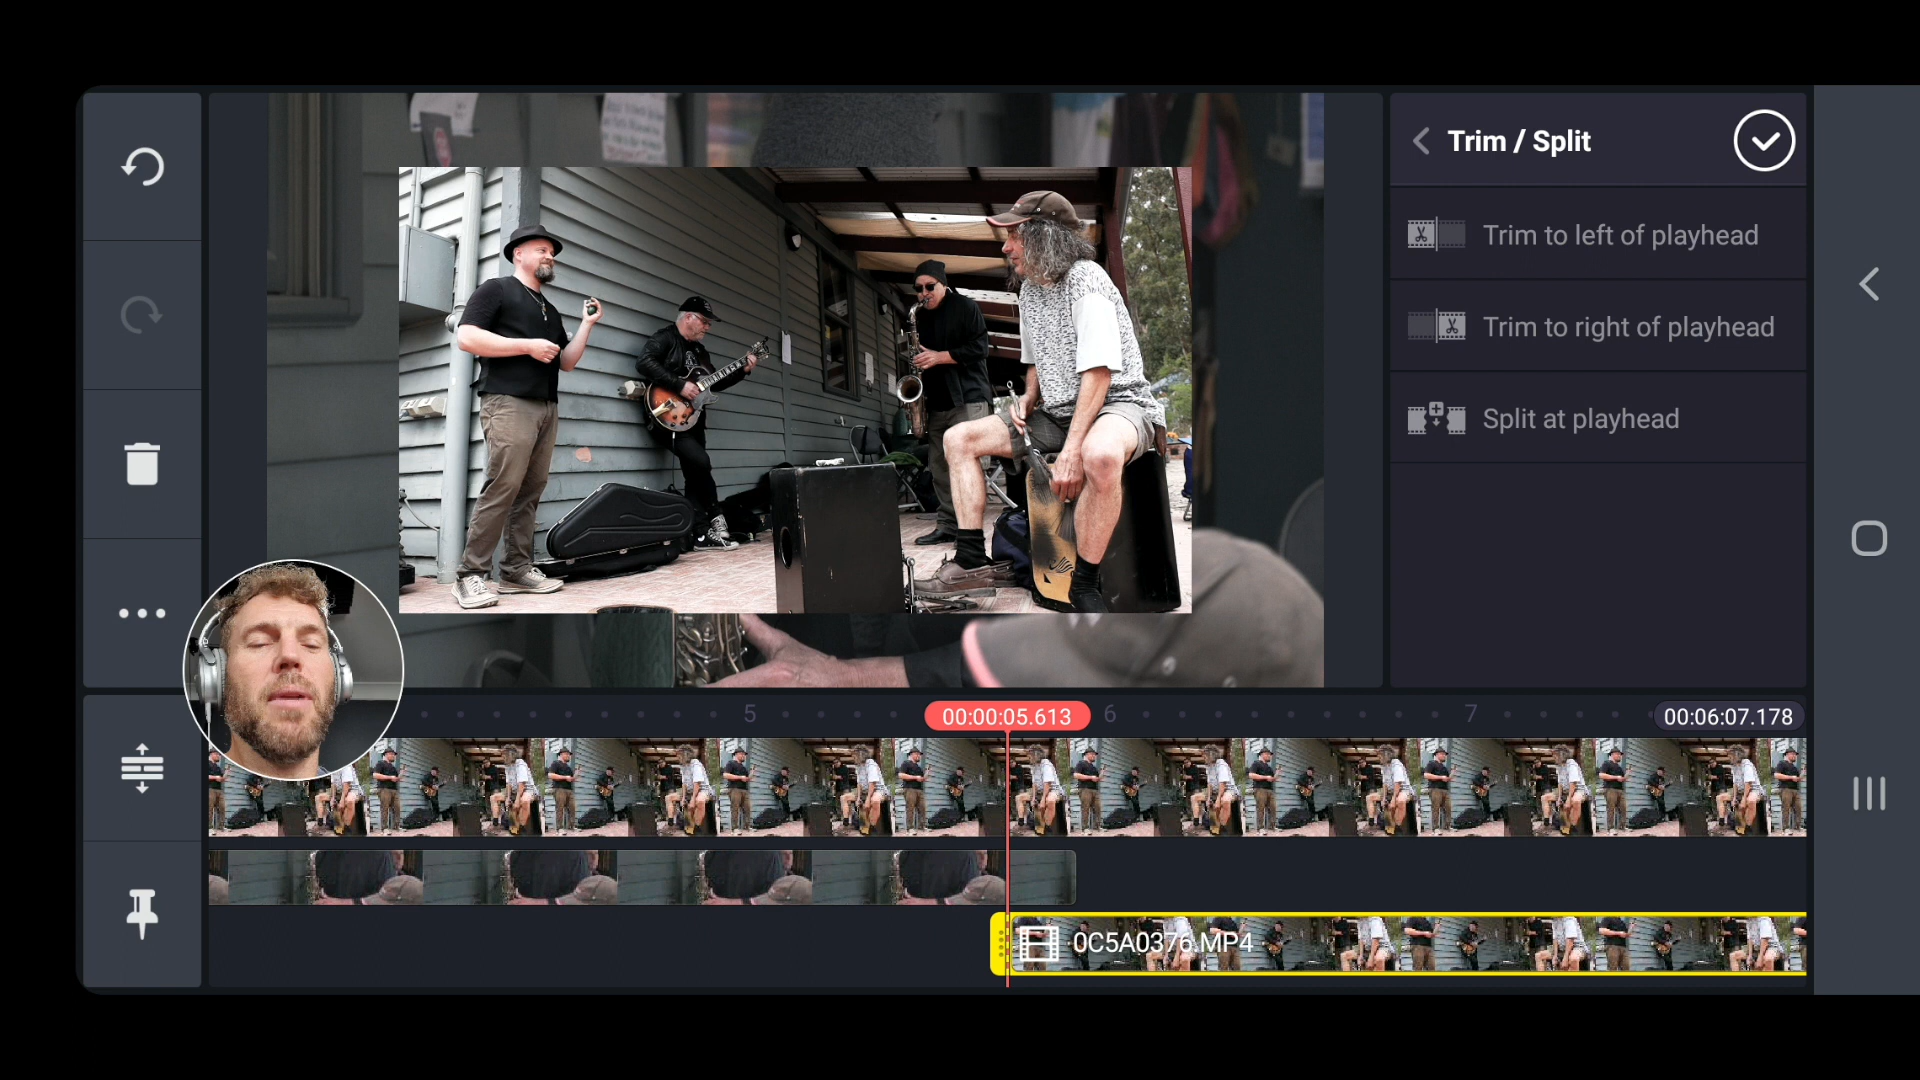 Trim / Split
Trim to left of playhead
Trim to right of playhead
Split at playhead
5
00:00:05.613
6
7
00:06:07.178
0C5A0376.MP4